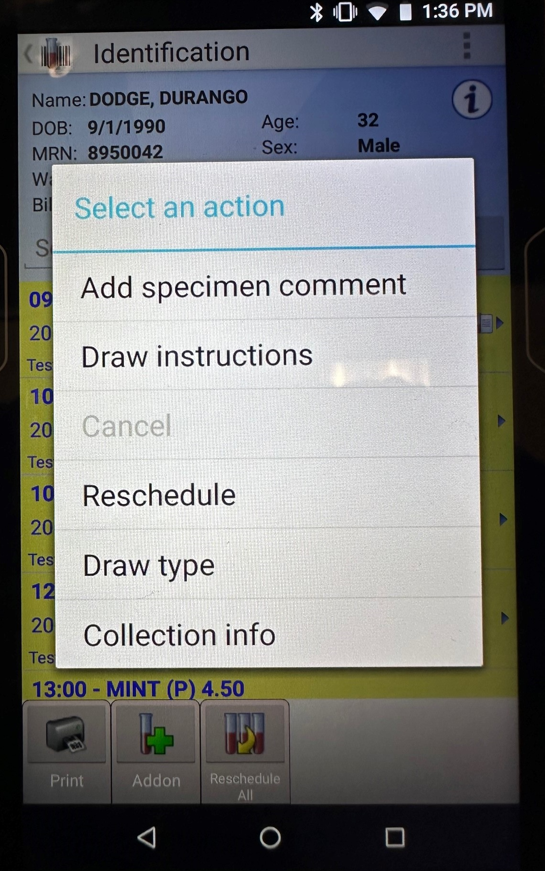 1:36 PM
Identification
Name: DODGE, DURANGO
DOB: 9/1/1990 Age: 32
MRN: 8950042 Sex: Male
Bil
Select an action
S
Add specimen comment
09
20
Draw instructions
Tes
10
Cancel
20
Tes
10
Reschedule
20
Tes
Draw type
12
20
Collection info
Tes
13:00 - MINT (P) 4.50
Print Addon Reschedule
All